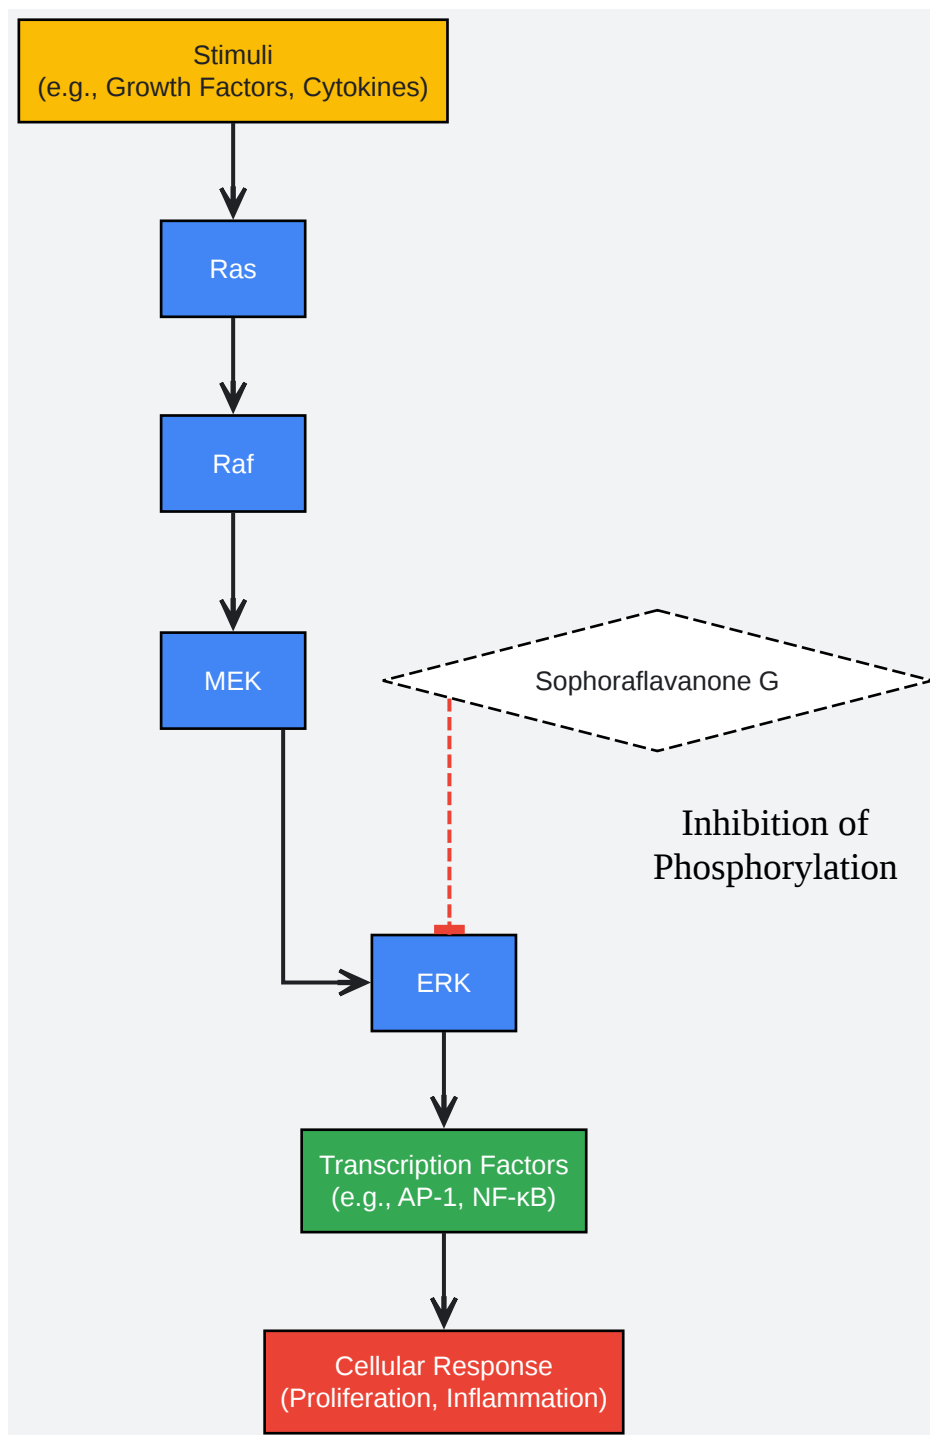 Stimuli
(e.g., Growth Factors, Cytokines)
Ras
Raf
MEK
Sophoraflavanone G
Inhibition of
Phosphorylation
ERK
Transcription Factors
(e.g., AP-1, NF-κB)
Cellular Response
(Proliferation, Inflammation)